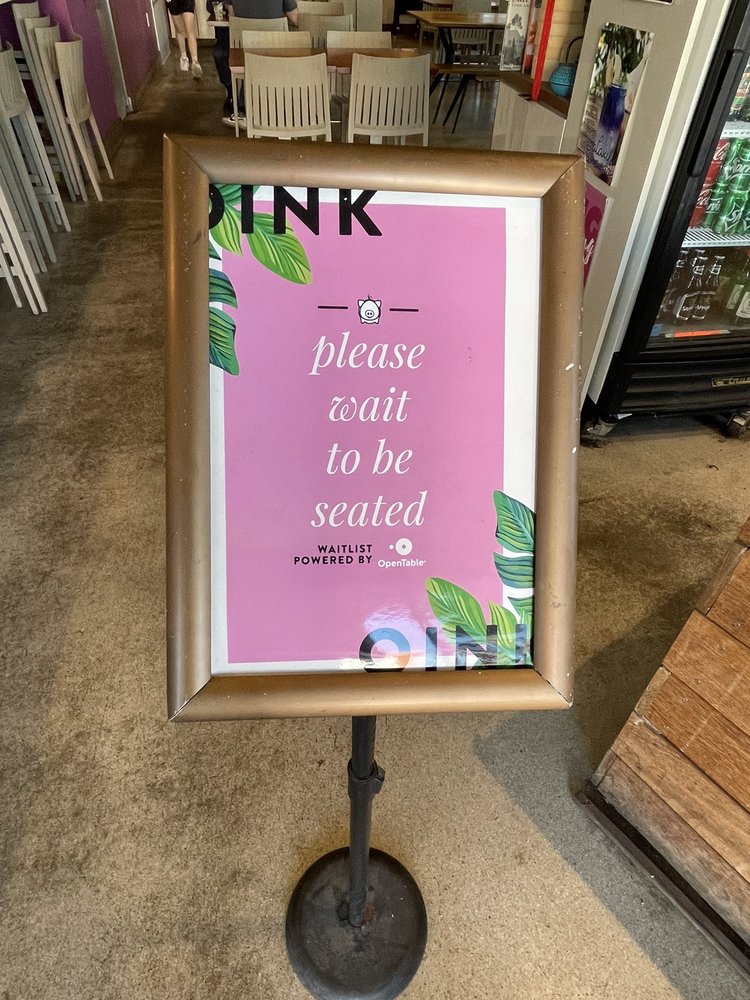 OINK
please
wait
to be
seated
WAITLIST
POWERED BY OpenTable
OINK